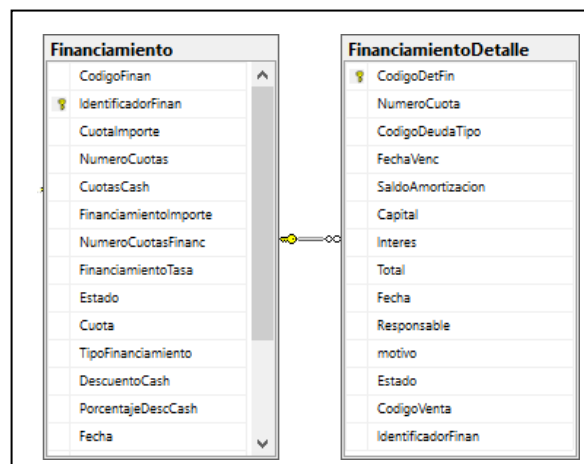 Financiamiento
CodigoFinan
IdentificadorFinan
CuotaImporte
NumeroCuotas
CuotasCash
FinanciamientoImporte
NumeroCuotasFinanc
FinanciamientoTasa
Estado
Cuota
TipoFinanciamiento
DescuentoCash
PorcentajeDescCash
Fecha
FinanciamientoDetalle
CodigoDetFin
NumeroCuota
CodigoDeudaTipo
FechaVenc
SaldoAmortizacion
Capital
Interes
Total
Fecha
Responsable
motivo
Estado
CodigoVenta
IdentificadorFinan